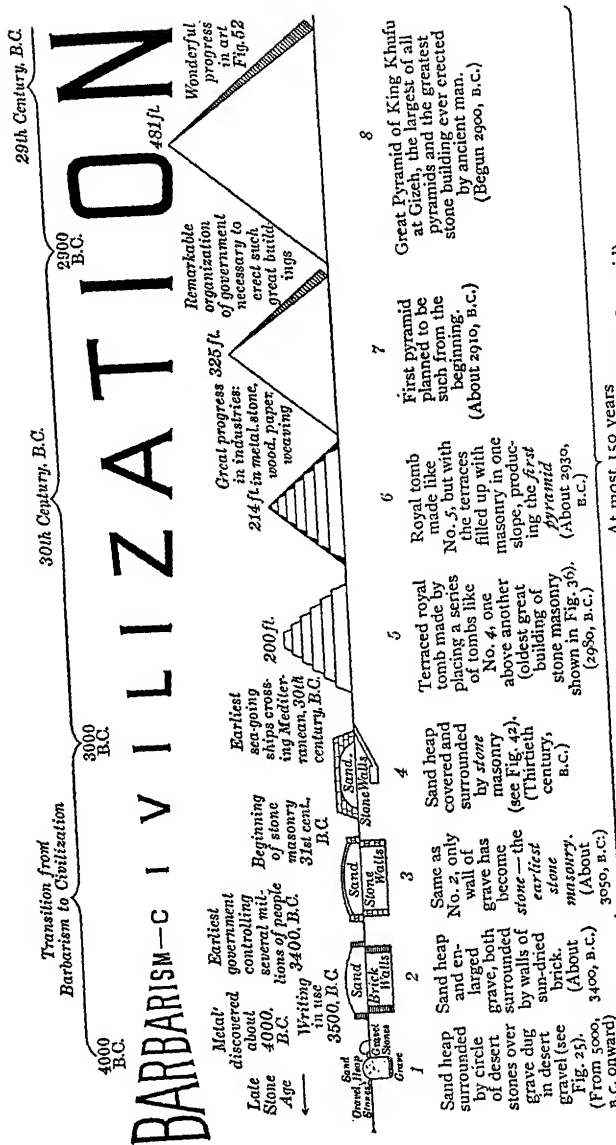 Transition from
Barbarism to Civilization
30th Century, B.C.
29th Century, B.C.
4000
B.C.
3000
B.C.
2900
B.C.
BARBARISM–CIVILIZATION
Late
Stone
Age
Metal
discovered
about
4000,
B.C.
Writing
in use
3500, B.C.
Earliest
government
controlling
several mil-
lions of people
3400, B.C.
Beginning
of stone
masonry
31st cent.,
B.C.
Earliest
sea-going
ships cross-
ing Mediter-
ranean, 30th
century, B.C.
200 ft.
Great progress
in industries:
in metal, stone,
wood, paper,
weaving
214 ft.
325 ft.
Remarkable
organization
of government
necessary to
erect such
great build-
ings
481 ft.
Wonderful
progress
in art
Fig. 52
Sand
Heap
Gravel
Stones
Gravel
Stones
Grave
Sand
Brick
Walls
Sand
Stone
Walls
Sand
Stone Walls
1
Sand heap
surrounded
by circle
of desert
stones over
grave dug
in desert
gravel (see
Fig. 25).
(From 5000,
B.C. onward)
2
Sand heap
and en-
larged
grave, both
surrounded
by walls of
sun-dried
brick.
(About
3400, B.C.)
3
Same as
No. 2, only
wall of
grave has
become
stone — the
earliest
stone
masonry.
(About
3050, B.C.)
4
Sand heap
covered and
surrounded
by stone
masonry
(see Fig. 42).
(Thirtieth
century,
B.C.)
5
Terraced royal
tomb made by
placing a series
of tombs like
No. 4, one
above another
(oldest great
building of
stone masonry
shown in Fig. 36).
(2980, B.C.)
6
Royal tomb
made like
No. 5, but with
the terraces
filled up with
masonry in one
slope, produc-
ing the first
pyramid
(About 2930,
B.C.)
7
First pyramid
planned to be
such from the
beginning.
(About 2910, B.C.)
8
Great Pyramid of King Khufu
at Gizeh, the largest of all
pyramids and the greatest
stone building ever erected
by ancient man.
(Begun 2900, B.C.)
At most 150 years